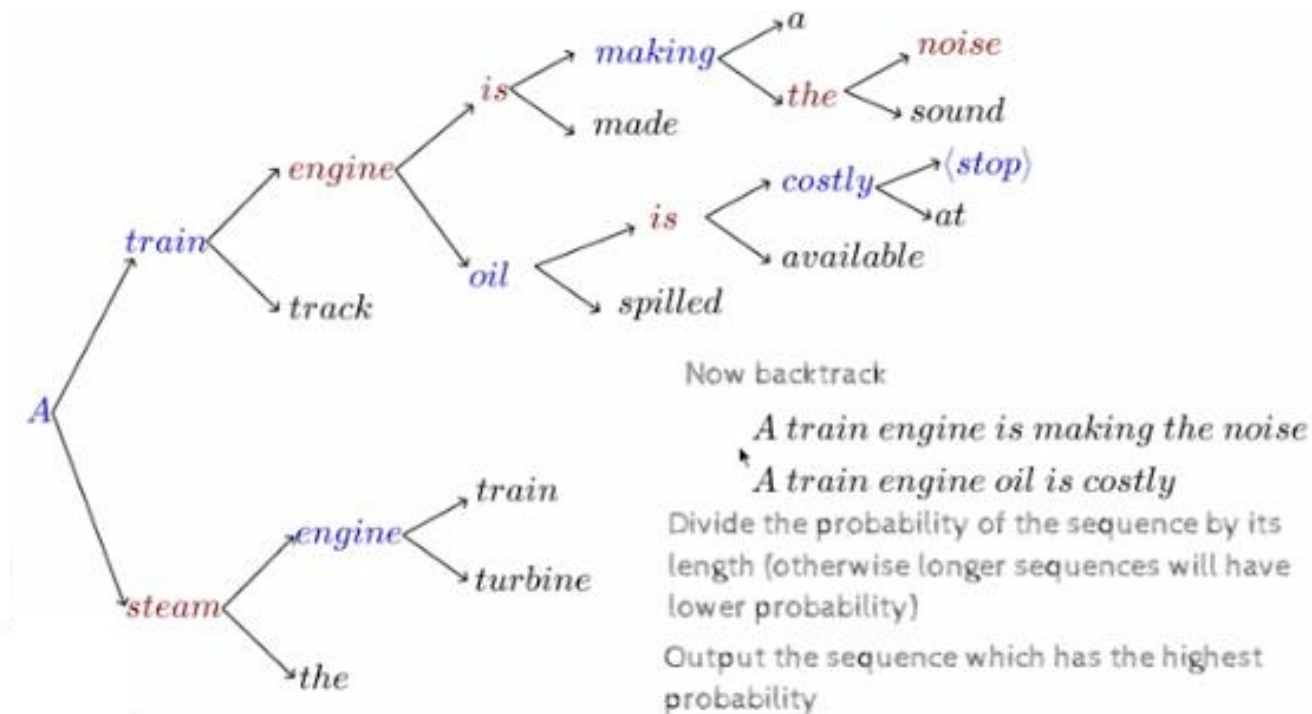 a
making
noise
is
the
made
sound
engine
⟨stop⟩
costly
at
is
train
available
oil
track
spilled
Now backtrack
A
A train engine is making the noise
A train engine oil is costly
train
Divide the probability of the sequence by its
engine
length (otherwise longer sequences will have
turbine
lower probability)
steam
Output the sequence which has the highest
the
probability